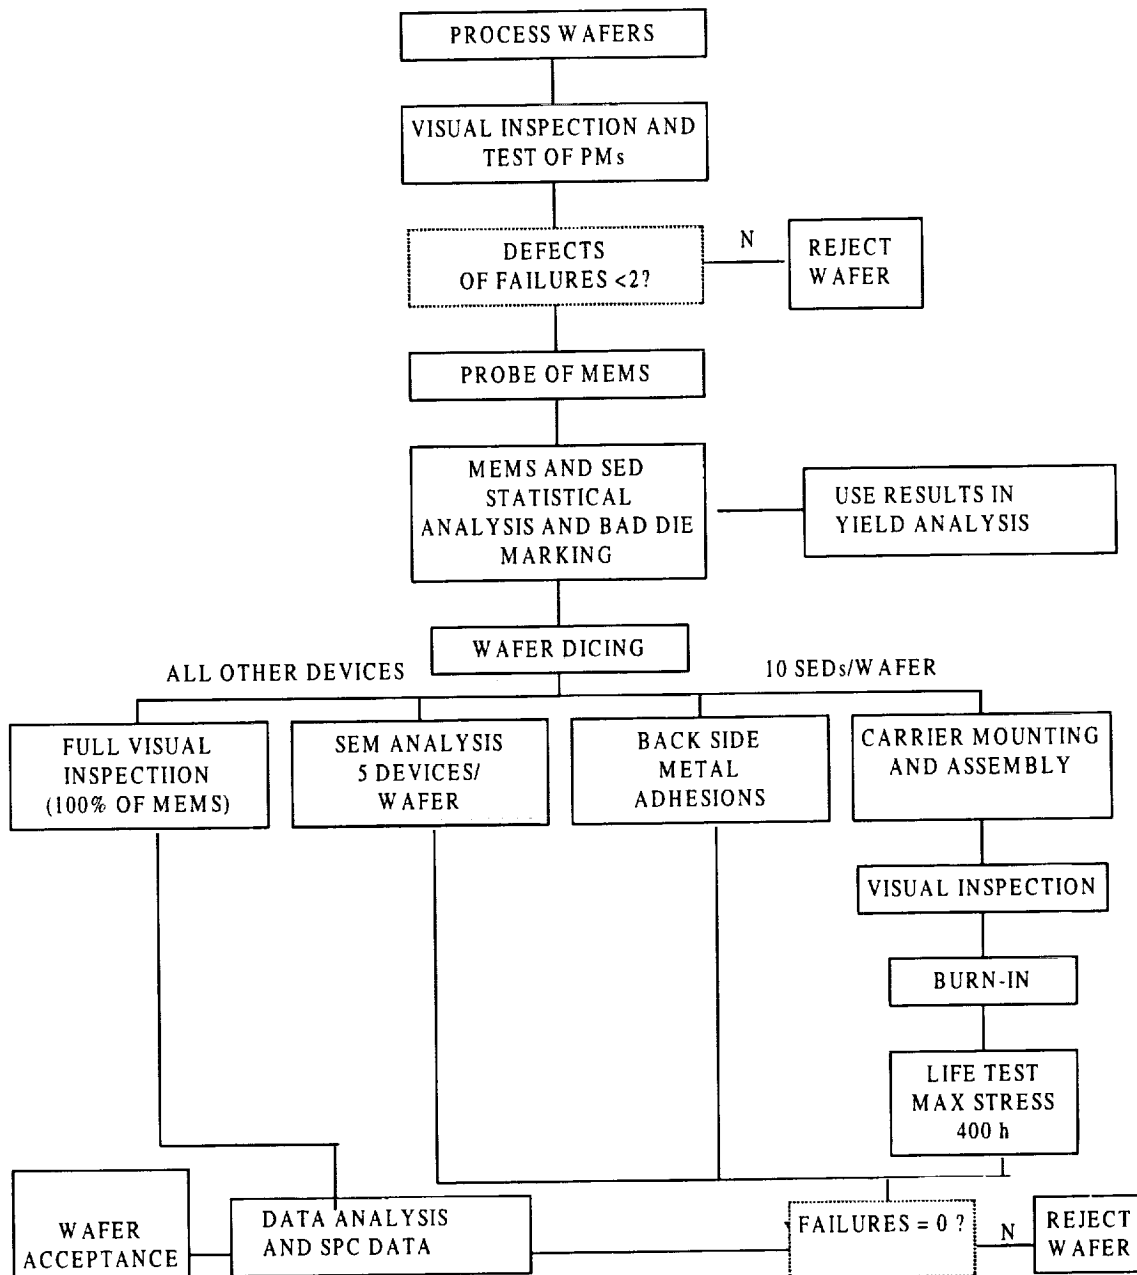 PROCESS WAFERS
VISUAL INSPECTION AND
TEST OF PMs
DEFECTS
OF FAILURES <2?
N
REJECT
WAFER
PROBE OF MEMS
MEMS AND SED
STATISTICAL
ANALYSIS AND BAD DIE
MARKING
USE RESULTS IN
YIELD ANALYSIS
WAFER DICING
ALL OTHER DEVICES
10 SEDs/WAFER
FULL VISUAL
INSPECTIION
(100% OF MEMS)
SEM ANALYSIS
5 DEVICES/
WAFER
BACK SIDE
METAL
ADHESIONS
CARRIER MOUNTING
AND ASSEMBLY
VISUAL INSPECTION
BURN-IN
LIFE TEST
MAX STRESS
400 h
WAFER
ACCEPTANCE
DATA ANALYSIS
AND SPC DATA
FAILURES = 0 ?
N
REJECT
WAFER